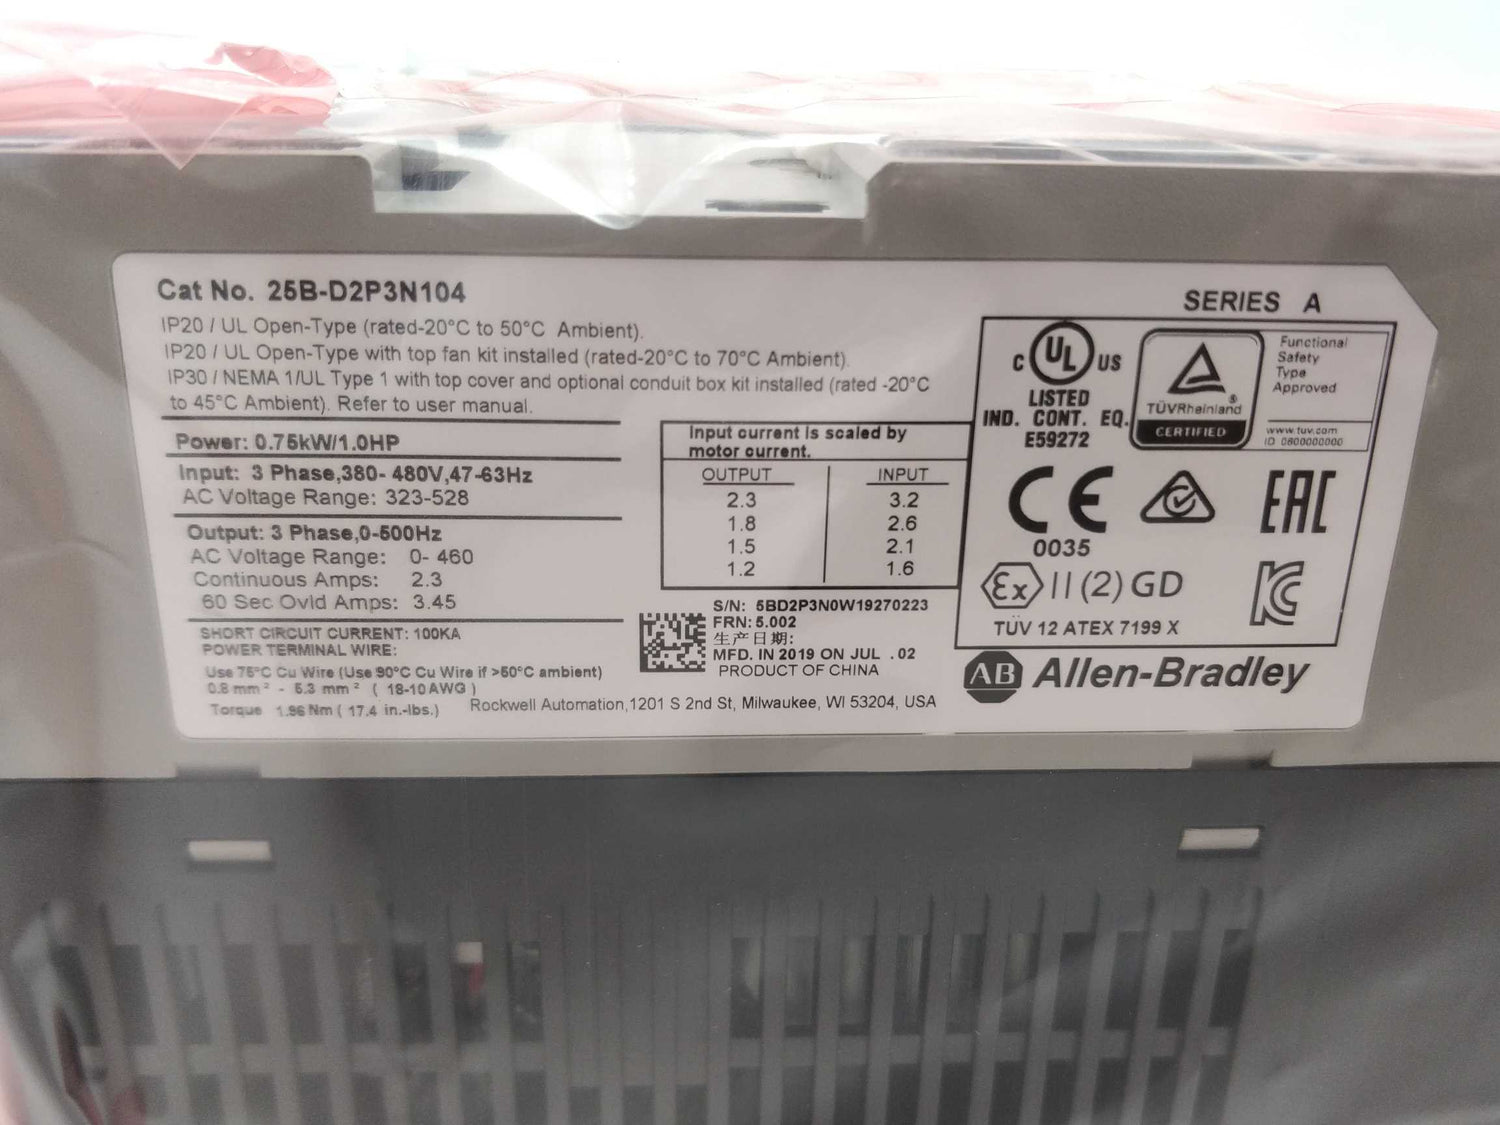 Cat No. 25B-D2P3N104
SERIES A
IP20 / UL Open-Type (rated-20°C to 50°C Ambient).
IP20 / UL Open-Type with top fan kit installed (rated-20°C to 70°C Ambient).
IP30 / NEMA 1/UL Type 1 with top cover and optional conduit box kit installed (rated -20°C
to 45°C Ambient). Refer to user manual.
Power: 0.75kW/1.0HP
Input: 3 Phase,380- 480V,47-63Hz
AC Voltage Range: 323-528
Output: 3 Phase,0-500Hz
AC Voltage Range: 0- 460
Continuous Amps: 2.3
60 Sec Ovld Amps: 3.45
SHORT CIRCUIT CURRENT: 100KA
POWER TERMINAL WIRE:
Use 75°C Cu Wire (Use 90°C Cu Wire if >50°C ambient)
0.8 mm² - 5.3 mm² ( 18-10 AWG )
Torque 1.96 Nm ( 17.4 in.-lbs.)
Input current is scaled by
motor current.
OUTPUT INPUT
2.3 3.2
1.8 2.6
1.5 2.1
1.2 1.6
S/N: 5BD2P3N0W19270223
FRN: 5.002
生产日期:
MFD. IN 2019 ON JUL .02
PRODUCT OF CHINA
Rockwell Automation,1201 S 2nd St, Milwaukee, WI 53204, USA
C UL US
LISTED
IND. CONT. EQ.
E59272
TÜVRheinland ®
CERTIFIED
Functional
Safety
Type
Approved
www.tuv.com
ID 0600000000
CE
0035
EAC
Ex II (2) GD
TÜV 12 ATEX 7199 X
AB Allen-Bradley